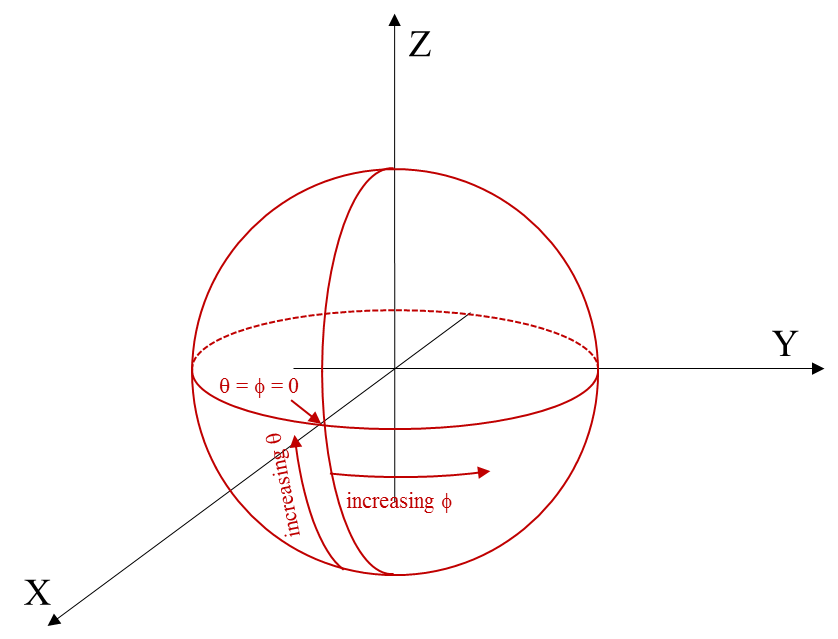 Z
Y
θ = ϕ = 0
increasing θ
increasing ϕ
X